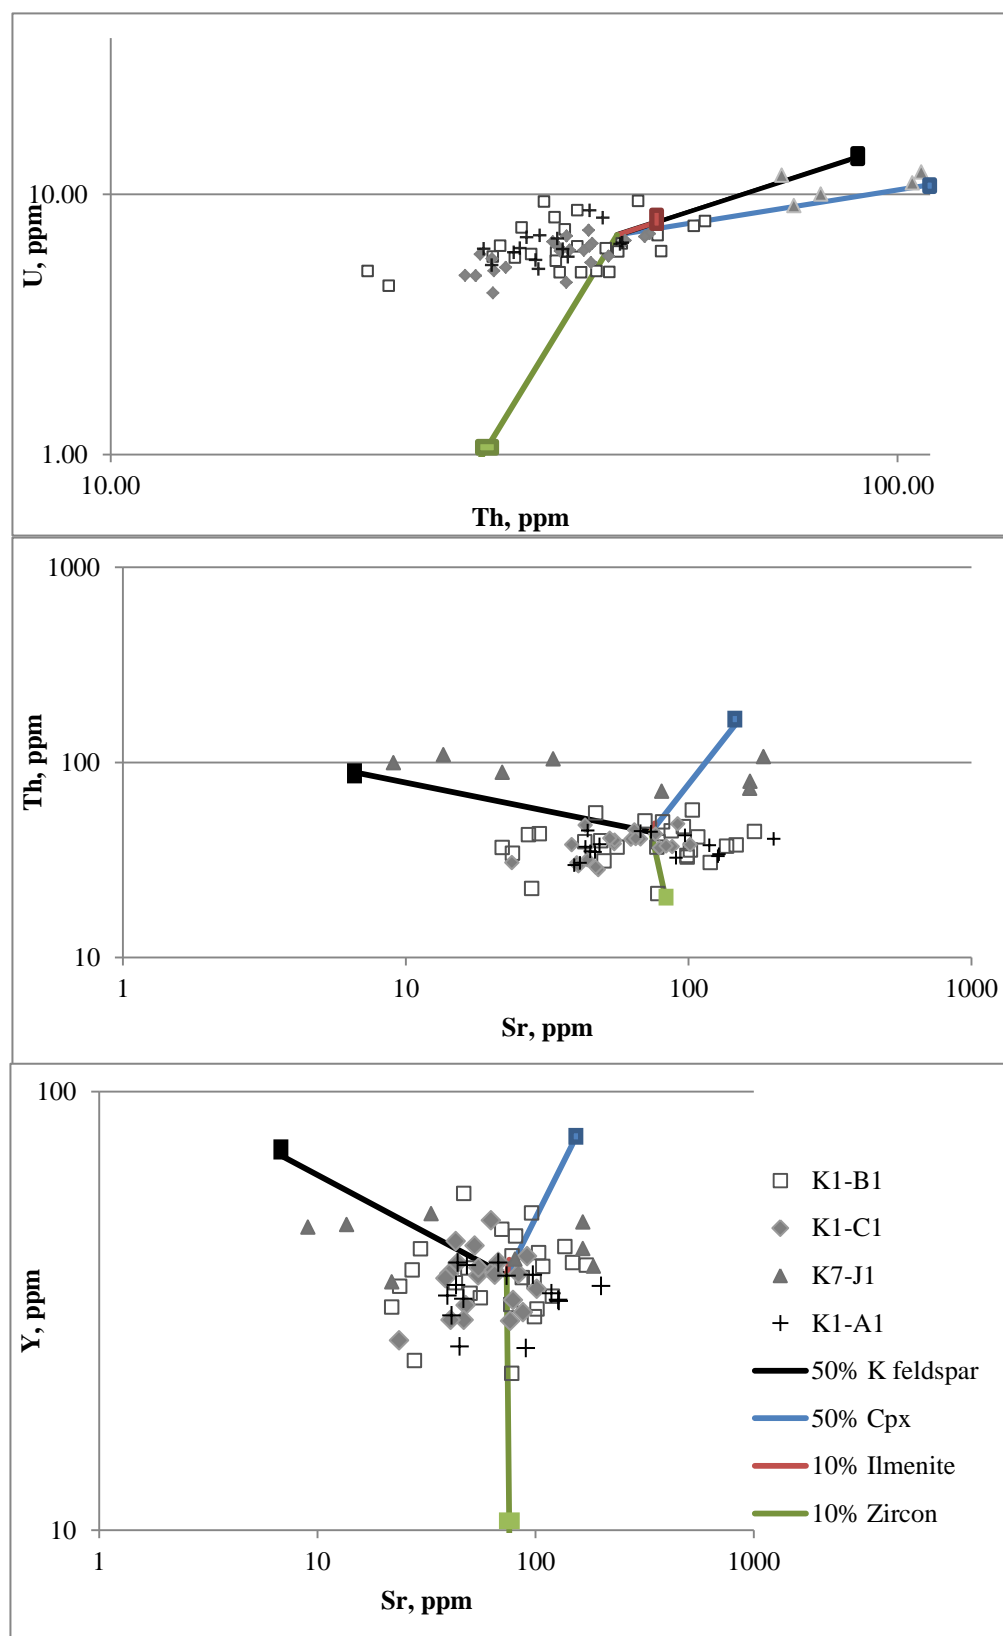 U, ppm
10.00
1.00
10.00
100.00
Th, ppm
Th, ppm
1000
100
10
1
10
100
1000
Sr, ppm
Y, ppm
100
10
1
10
100
1000
Sr, ppm
K1-B1
K1-C1
K7-J1
K1-A1
50% K feldspar
50% Cpx
10% Ilmenite
10% Zircon